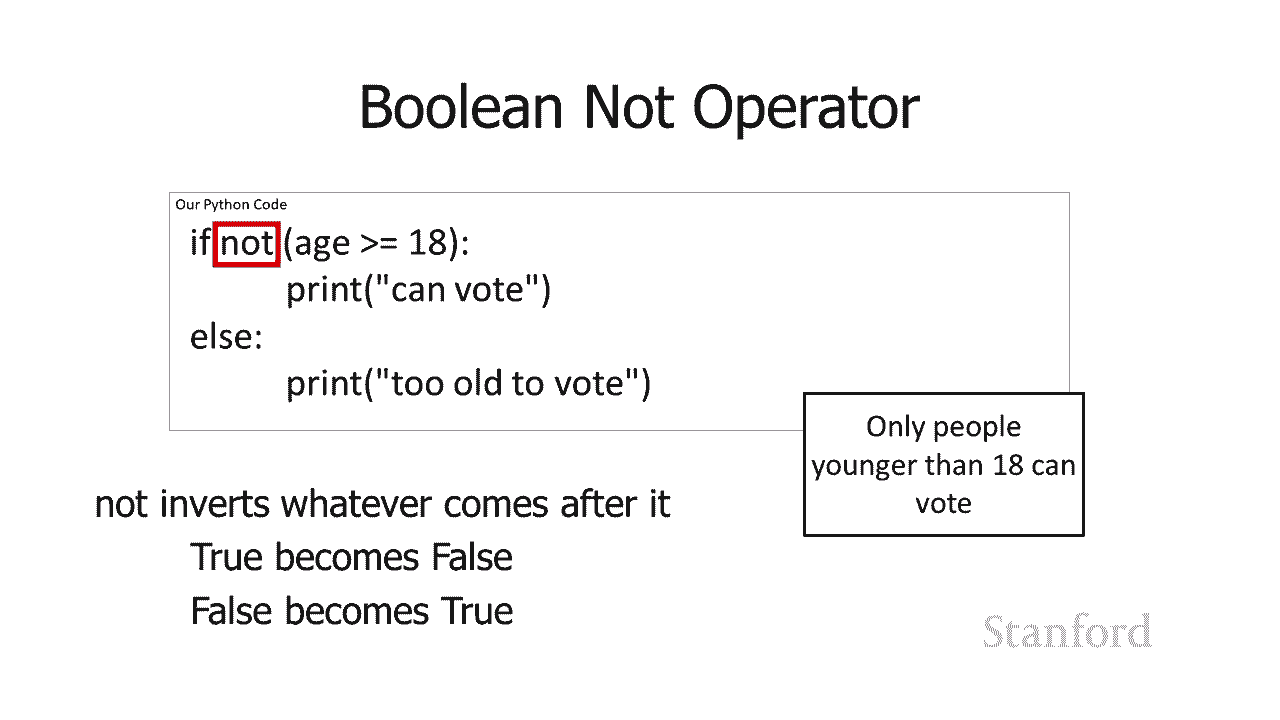 Boolean Not Operator
Our Python Code
if not (age >= 18):
print("can vote")
else:
print("too old to vote")
Only people
younger than 18 can
vote
not inverts whatever comes after it
True becomes False
False becomes True
Stanford